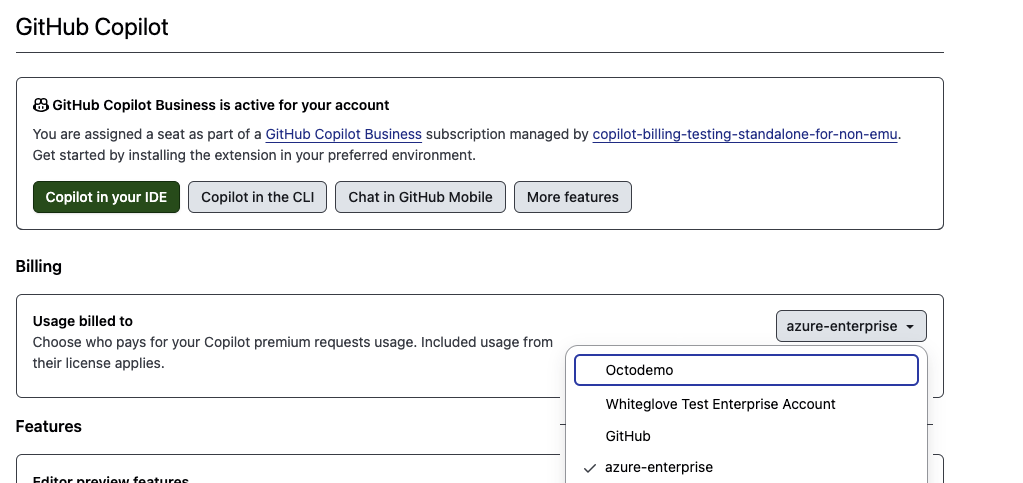 GitHub Copilot
GitHub Copilot Business is active for your account
You are assigned a seat as part of a GitHub Copilot Business subscription managed by copilot-billing-testing-standalone-for-non-emu.
Get started by installing the extension in your preferred environment.
Copilot in your IDE
Copilot in the CLI
Chat in GitHub Mobile
More features
Billing
Usage billed to
Choose who pays for your Copilot premium requests usage. Included usage from
their license applies.
azure-enterprise
Octodemo
Whiteglove Test Enterprise Account
GitHub
azure-enterprise
Features
Editor preview features